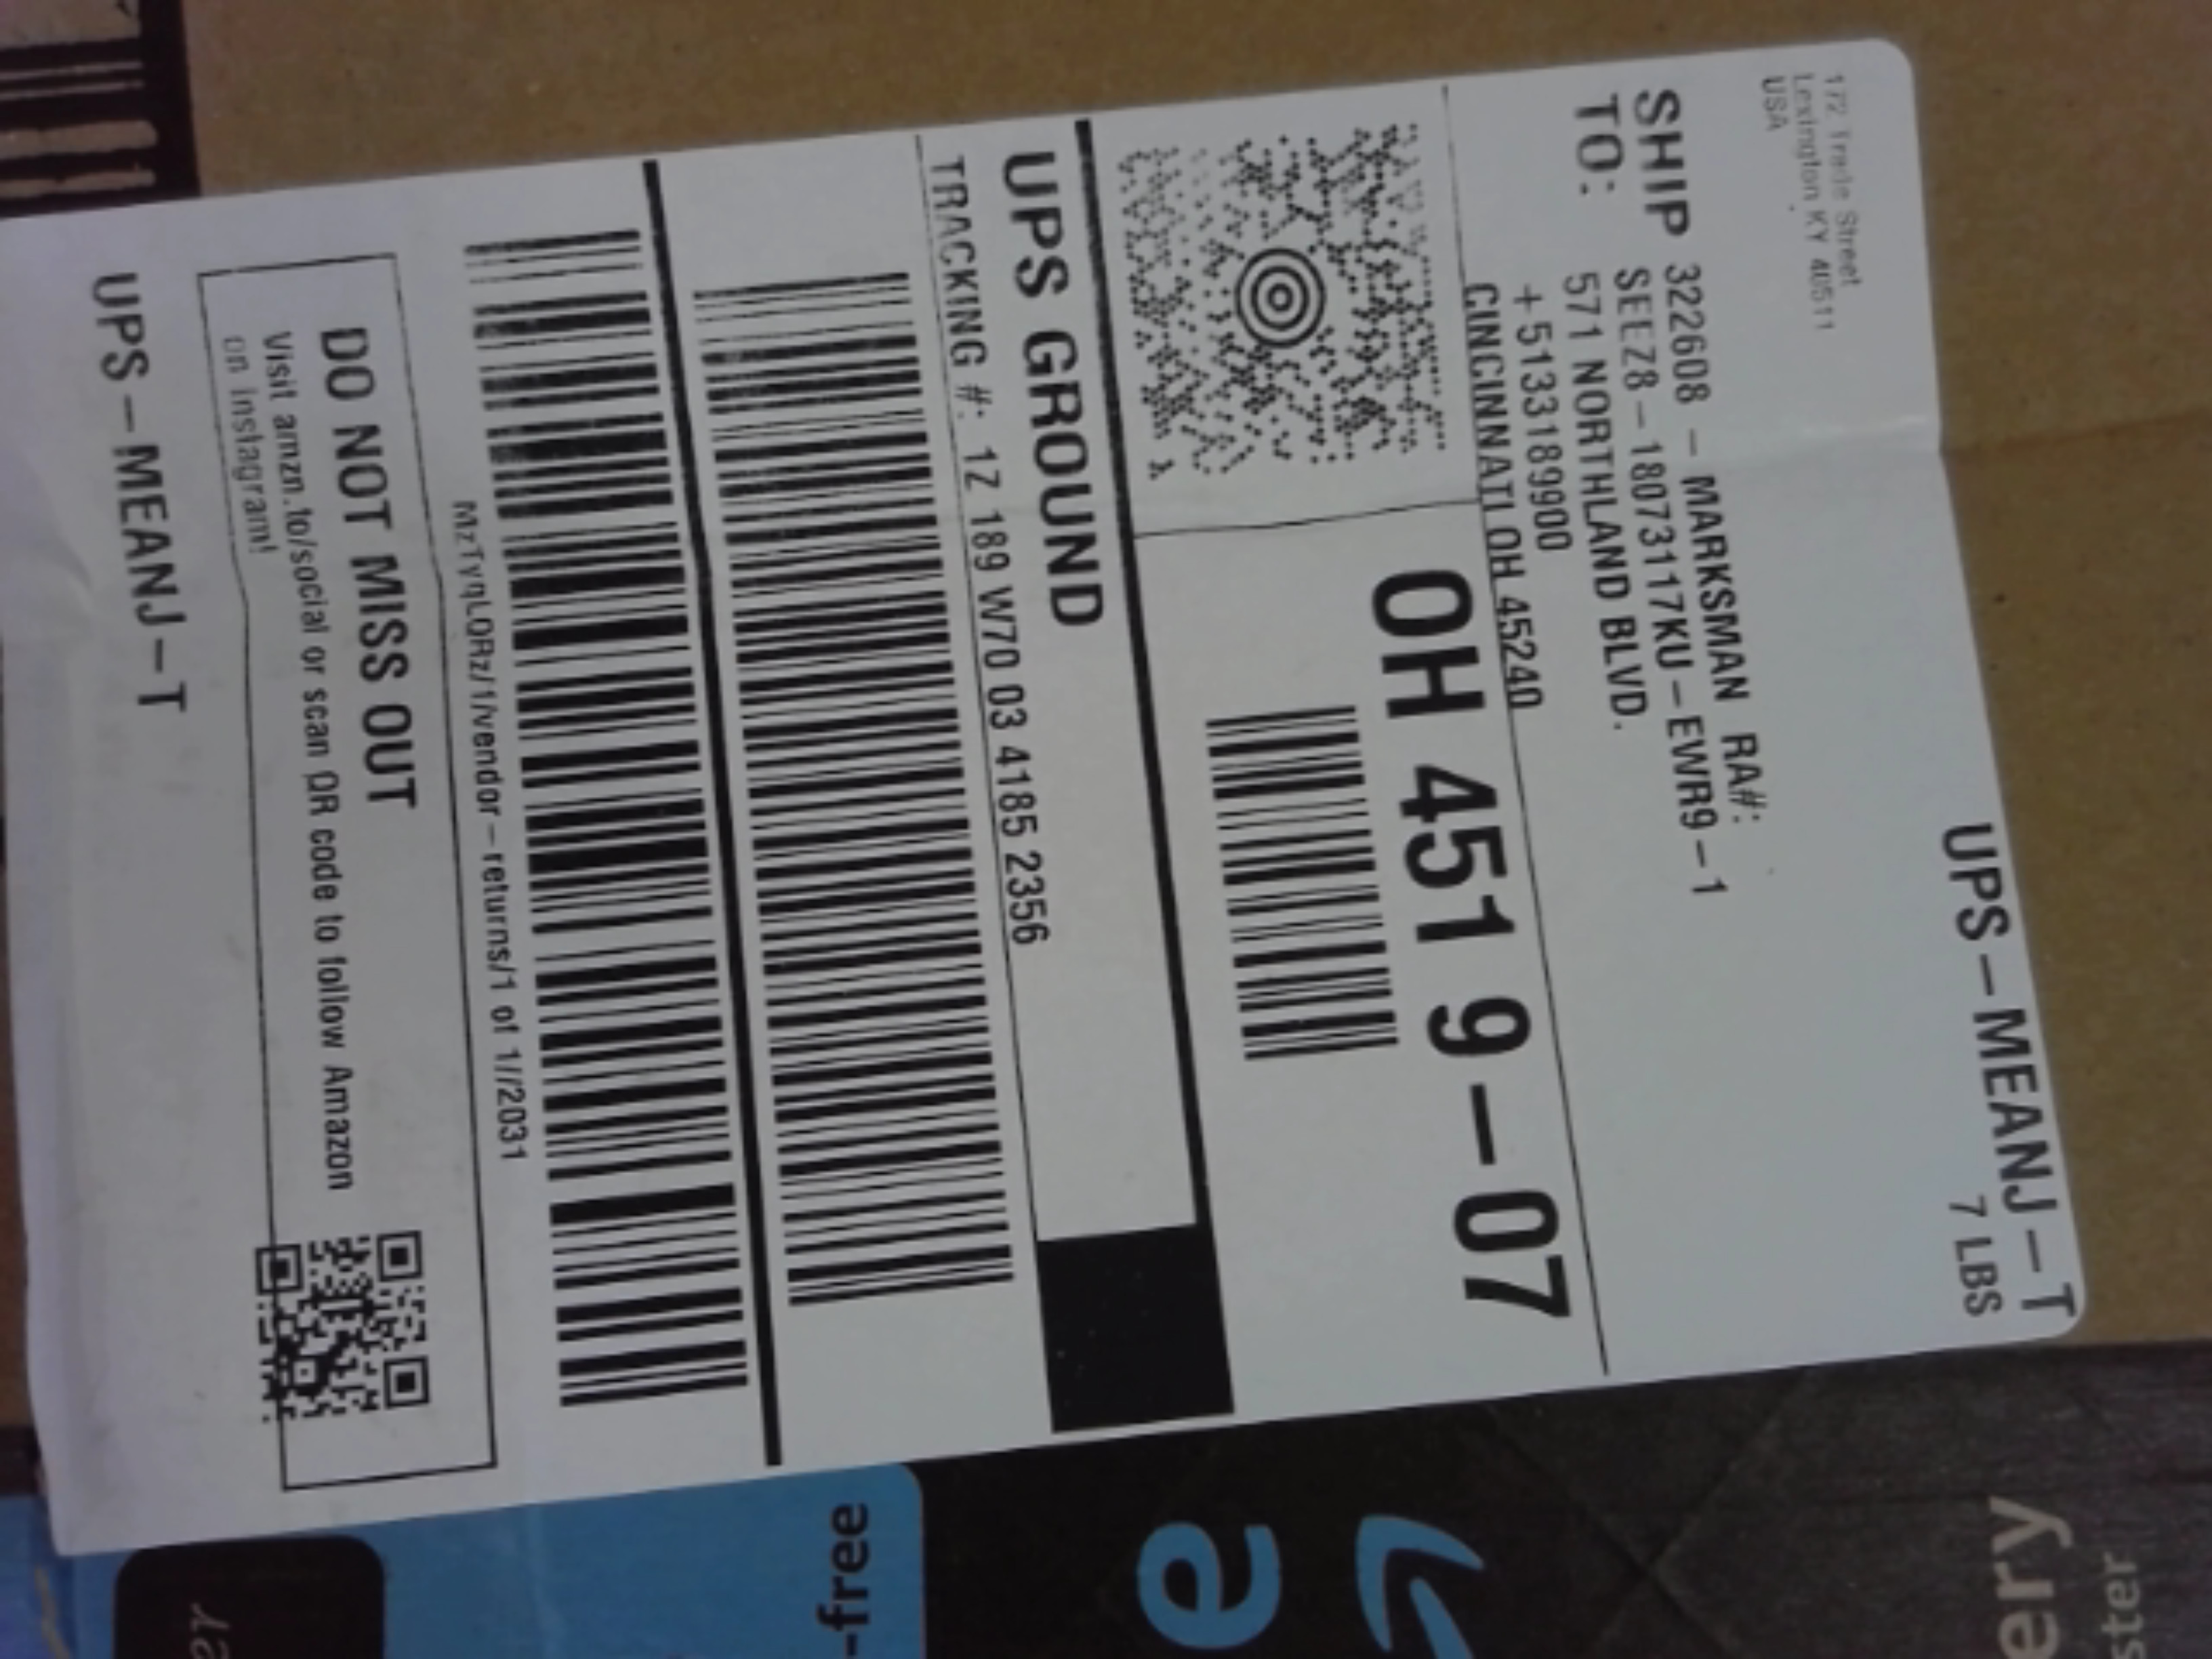 172 Trade Street
Lexington KY 40511
USA
UPS-MEANJ-T
7 LBS
SHIP
TO:
322608 - MARKSMAN RA#:
SEEZ8-18073117KU-EWR9-1
571 NORTHLAND BLVD.
+5133189900
CINCINNATI OH 45240
OH 451 9-07
UPS GROUND
TRACKING #: 1Z 189 W70 03 4185 2356
MzTyqLQRz/1/vendor-returns/1 of 1//2031
DO NOT MISS OUT
Visit amzn.to/social or scan QR code to follow Amazon
on Instagram!
UPS-MEANJ-T
-free
a
ery
ster
er